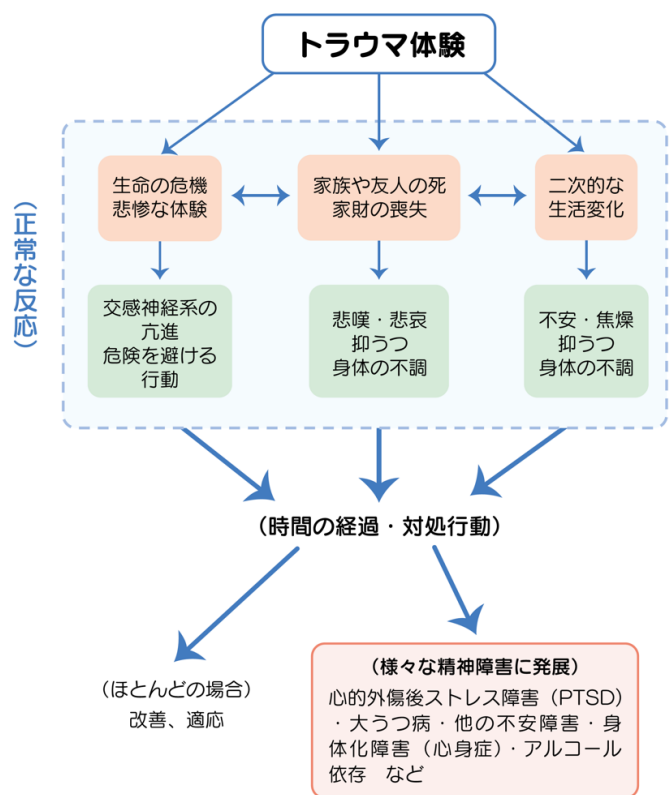 トラウマ体験
（正常な反応）
生命の危機
悲惨な体験
家族や友人の死
家財の喪失
二次的な
生活変化
交感神経系の
亢進
危険を避ける
行動
悲嘆・悲哀
抑うつ
身体の不調
不安・焦燥
抑うつ
身体の不調
（時間の経過・対処行動）
（ほとんどの場合）
改善、適応
（様々な精神障害に発展）
心的外傷後ストレス障害（PTSD）
・大うつ病・他の不安障害・身
体化障害（心身症）・アルコール
依存　など